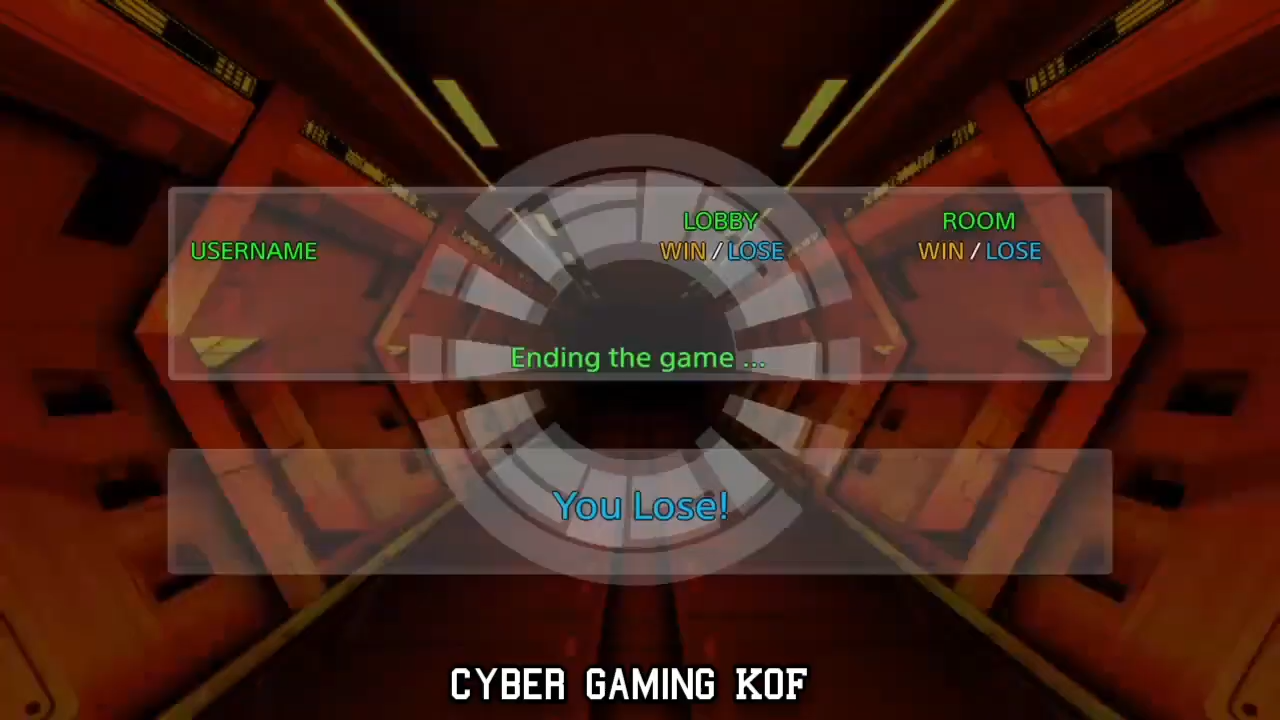 LOBBY ROOM
USERNAME WIN / LOSE WIN / LOSE
Ending the game ...
You Lose!
CYBER GAMING KOF